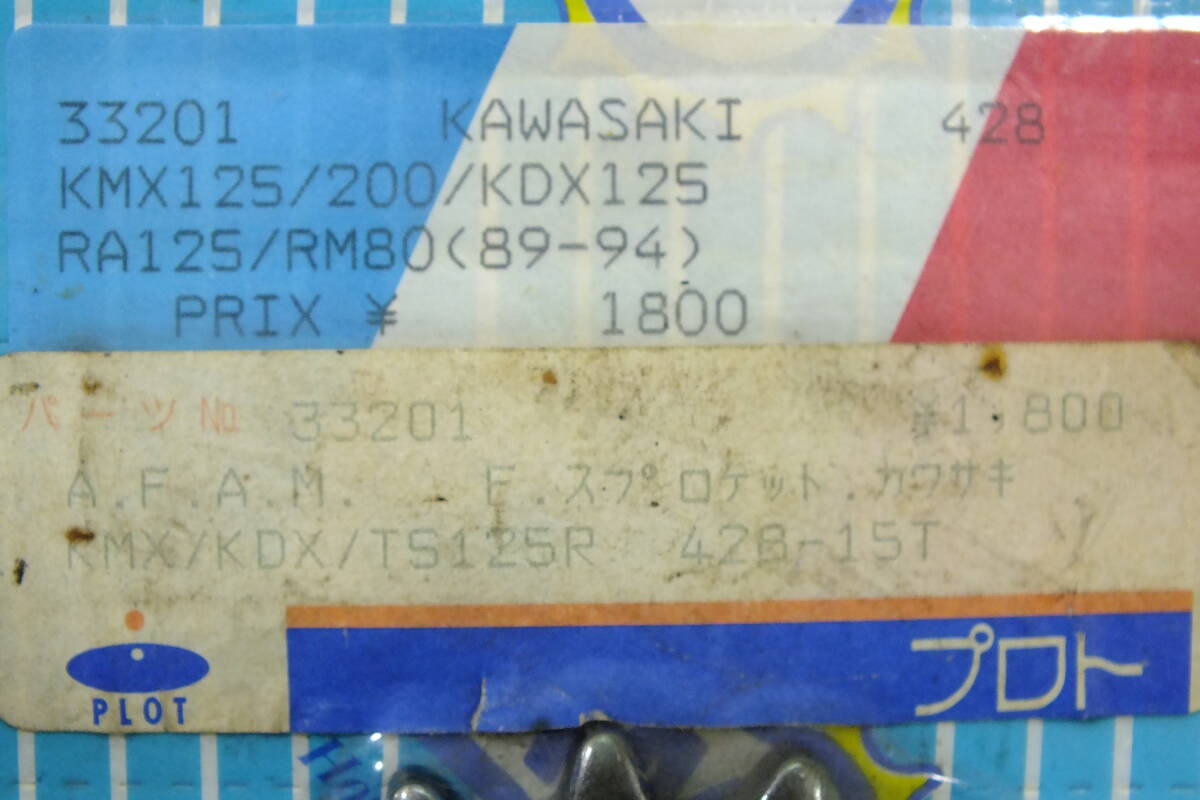 33201 KAWASAKI 428
KMX125/200/KDX125
RA125/RM80(89-94)
PRIX ¥ 1800
パーツ№ 33201 ¥1,800
A.F.A.M. F.スプロケット.カワサキ
KMX/KDX/TS125R 428-15T
PLOT
プロト